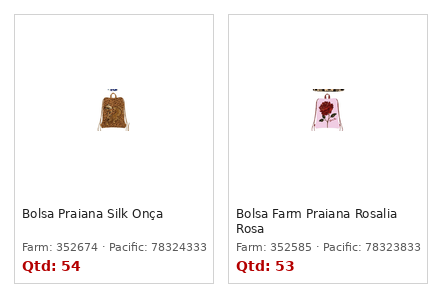 Bolsa Praiana Silk Onça
Farm: 352674 · Pacific: 78324333
Qtd: 54
Bolsa Farm Praiana Rosalia
Rosa
Farm: 352585 · Pacific: 78323833
Qtd: 53